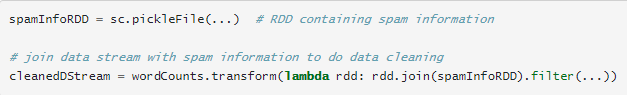 spamInfoRDD = sc.pickleFile(...)  # RDD containing spam information
# join data stream with spam information to do data cleaning
cleanedDStream = wordCounts.transform(lambda rdd: rdd.join(spamInfoRDD).filter(...))